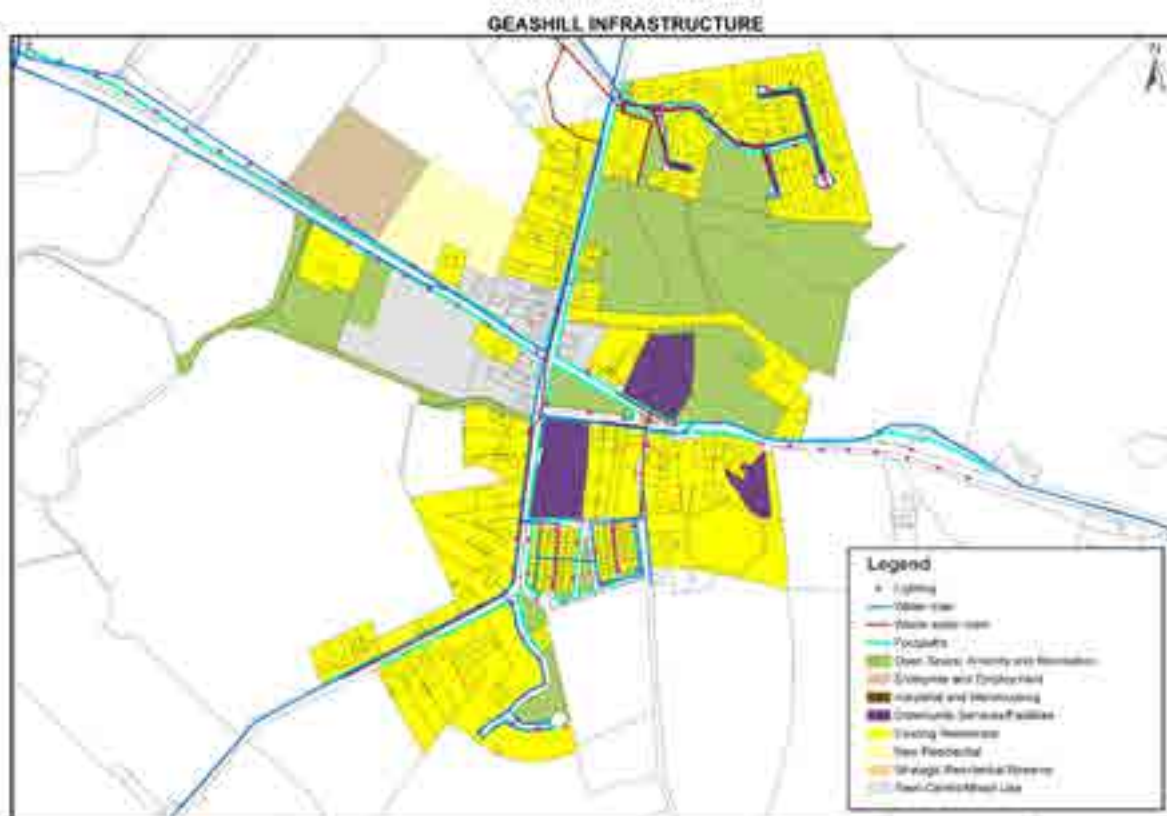 GEASHILL INFRASTRUCTURE
N
Legend
Lighting
Water main
Waste water main
Footpaths
Open Space, Amenity and Recreation
Enterprise and Employment
Industrial and Warehousing
Community Services/Facilities
Existing Residential
New Residential
Strategic Residential Reserve
Town Centre/Mixed Use